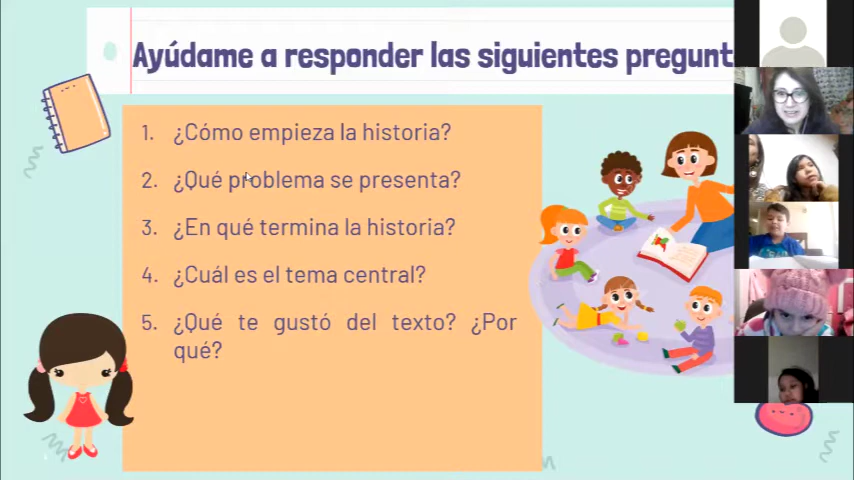 Ayúdame a responder las siguientes pregunt
1. ¿Cómo empieza la historia?
2. ¿Qué problema se presenta?
3. ¿En qué termina la historia?
4. ¿Cuál es el tema central?
5. ¿Qué te gustó del texto? ¿Por
qué?